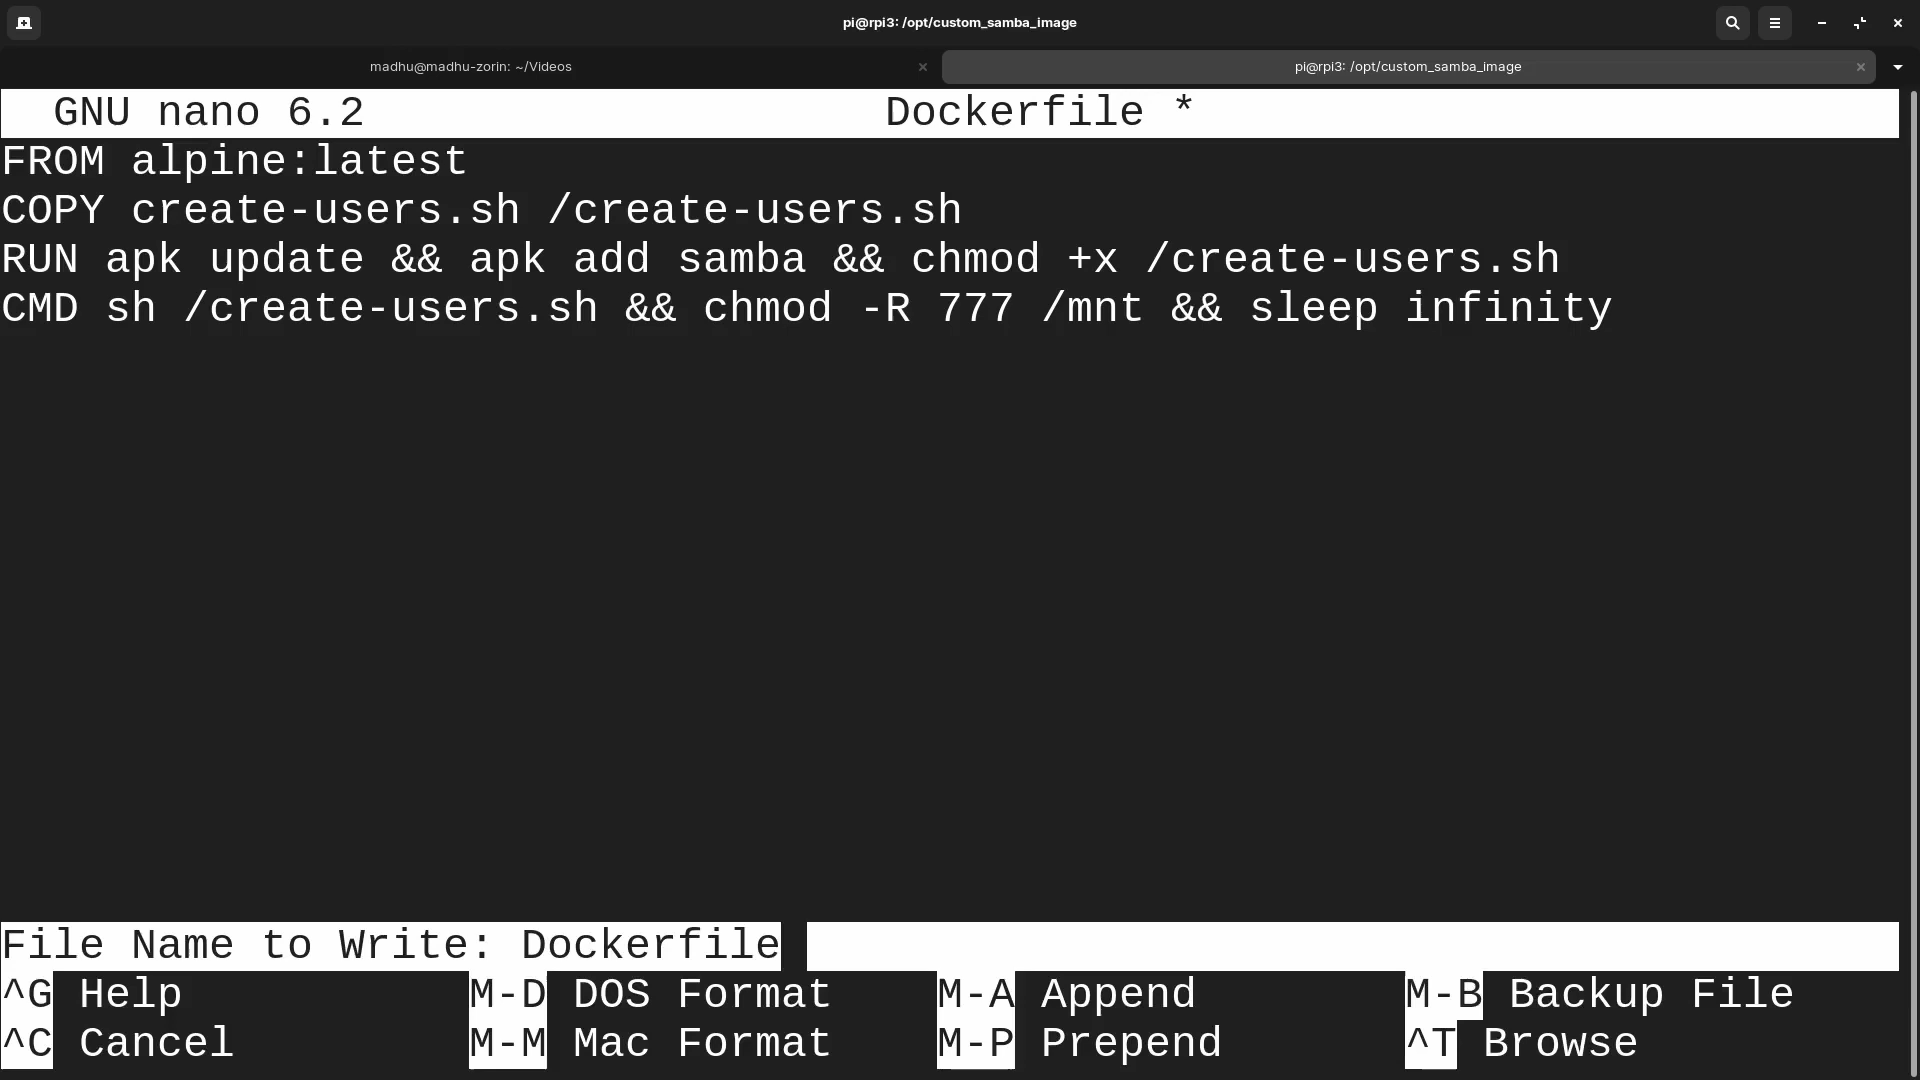 pi@rpi3: /opt/custom_samba_image
madhu@madhu-zorin: ~/Videos
pi@rpi3: /opt/custom_samba_image
GNU nano 6.2 Dockerfile *
FROM alpine:latest
COPY create-users.sh /create-users.sh
RUN apk update && apk add samba && chmod +x /create-users.sh
CMD sh /create-users.sh && chmod -R 777 /mnt && sleep infinity
File Name to Write: Dockerfile
^G Help M-D DOS Format M-A Append M-B Backup File
^C Cancel M-M Mac Format M-P Prepend ^T Browse